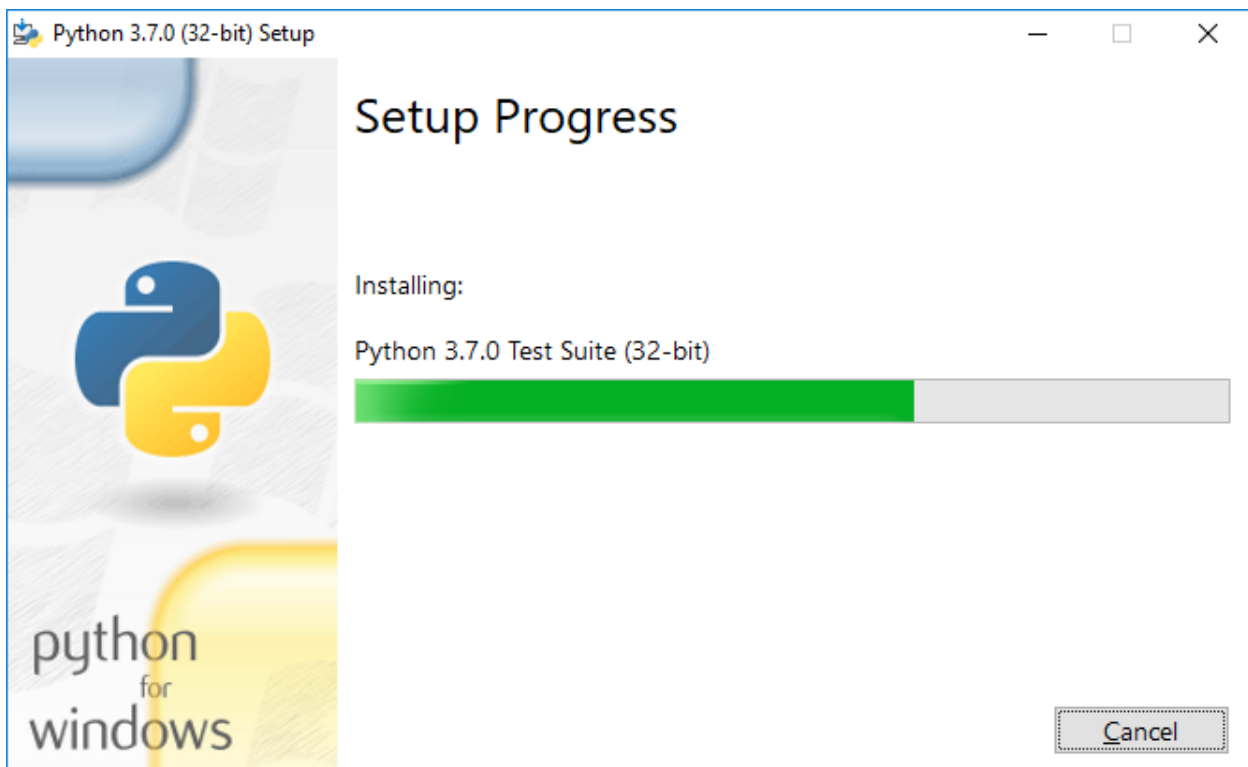 Python 3.7.0 (32-bit) Setup
Setup Progress
Installing:
Python 3.7.0 Test Suite (32-bit)
python
for
windows
Cancel